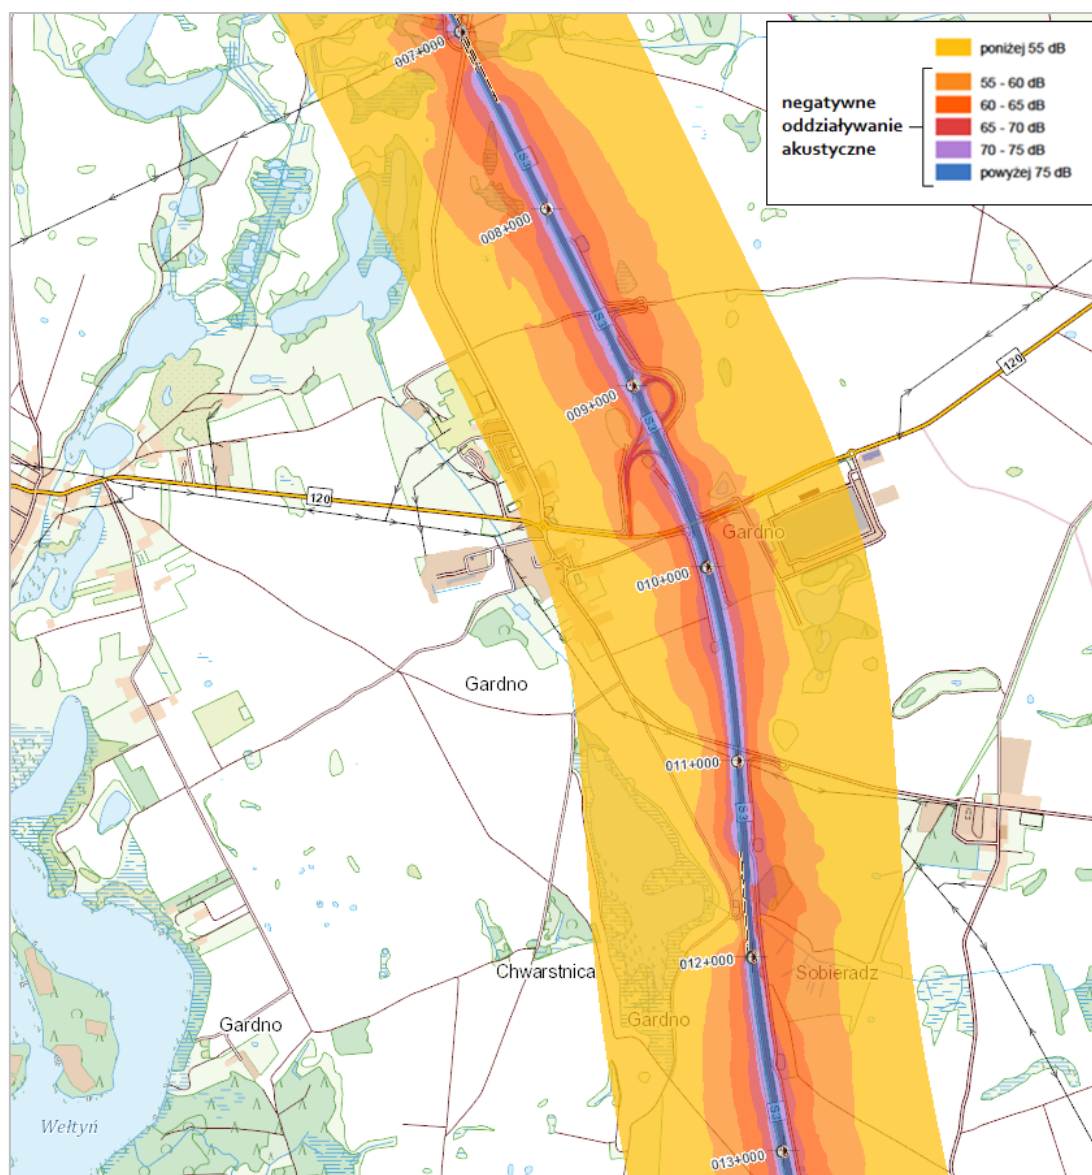 poniżej 55 dB
negatywne
oddziaływanie
akustyczne
55 - 60 dB
60 - 65 dB
65 - 70 dB
70 - 75 dB
powyżej 75 dB
007+000
S3
008+000
S3
120
009+000
S3
120
Gardno
010+000
Gardno
011+000
S3
Chwarstnica
012+000
Sobieradz
Gardno
Gardno
S3
Wełtyń
013+000